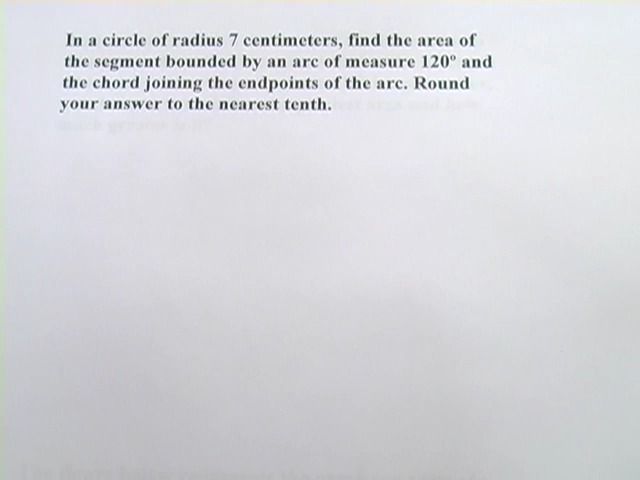 In a circle of radius 7 centimeters, find the area of
the segment bounded by an arc of measure 120° and
the chord joining the endpoints of the arc. Round
your answer to the nearest tenth.